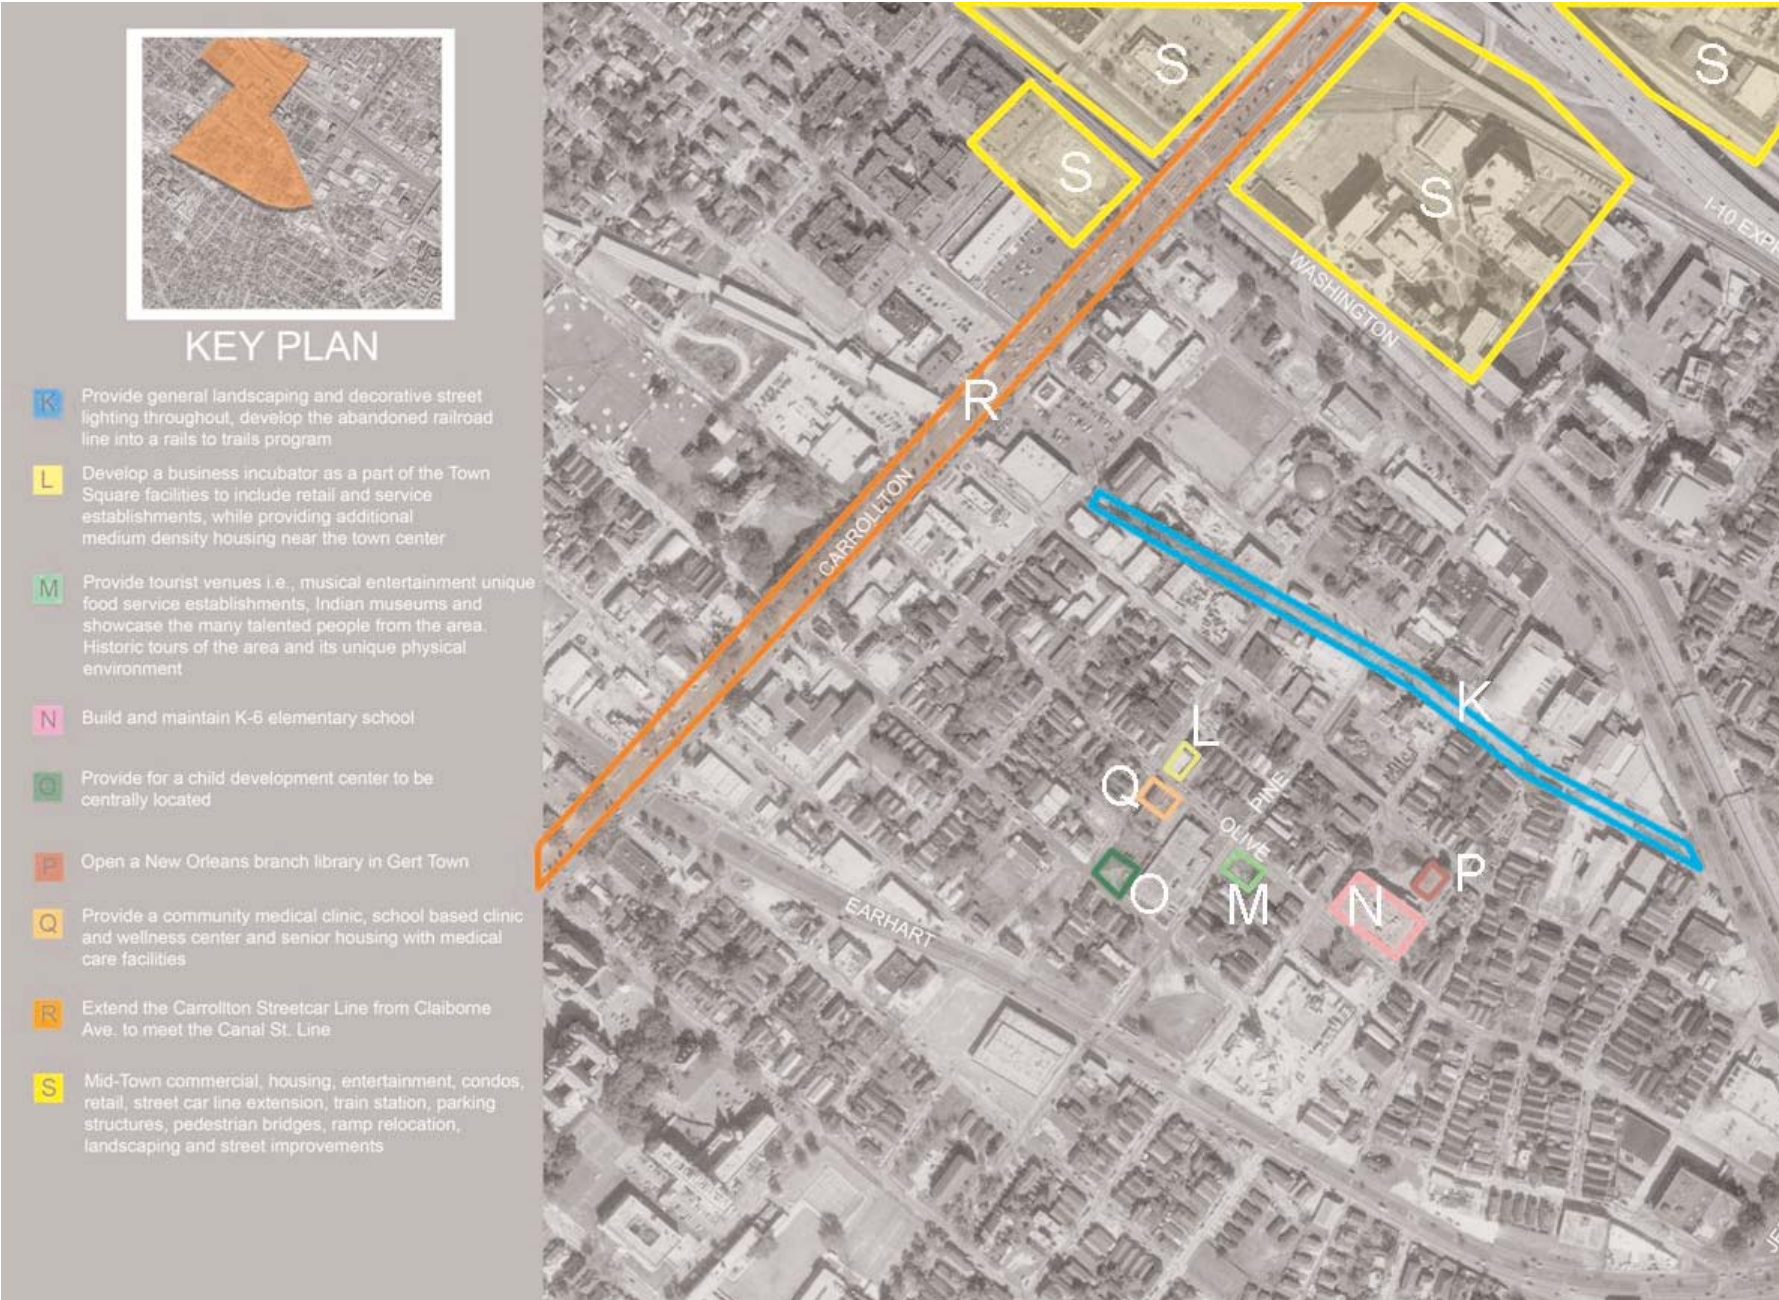 KEY PLAN
K
Provide general landscaping and decorative street
lighting throughout, develop the abandoned railroad
line into a rails to trails program
L
Develop a business incubator as a part of the Town
Square facilities to include retail and service
establishments, while providing additional
medium density housing near the town center
M
Provide tourist venues i.e., musical entertainment unique
food service establishments, Indian museums and
showcase the many talented people from the area.
Historic tours of the area and its unique physical
environment
N
Build and maintain K-6 elementary school
O
Provide for a child development center to be
centrally located
P
Open a New Orleans branch library in Gert Town
Q
Provide a community medical clinic, school based clinic
and wellness center and senior housing with medical
care facilities
R
Extend the Carrollton Streetcar Line from Claiborne
Ave. to meet the Canal St. Line
S
Mid-Town commercial, housing, entertainment, condos,
retail, street car line extension, train station, parking
structures, pedestrian bridges, ramp relocation,
landscaping and street improvements
S
S
S
S
I-10 EXP
WASHINGTON
R
CARROLLTON
K
L
Q
PINE
OLIVE
O
M
N
P
EARHART